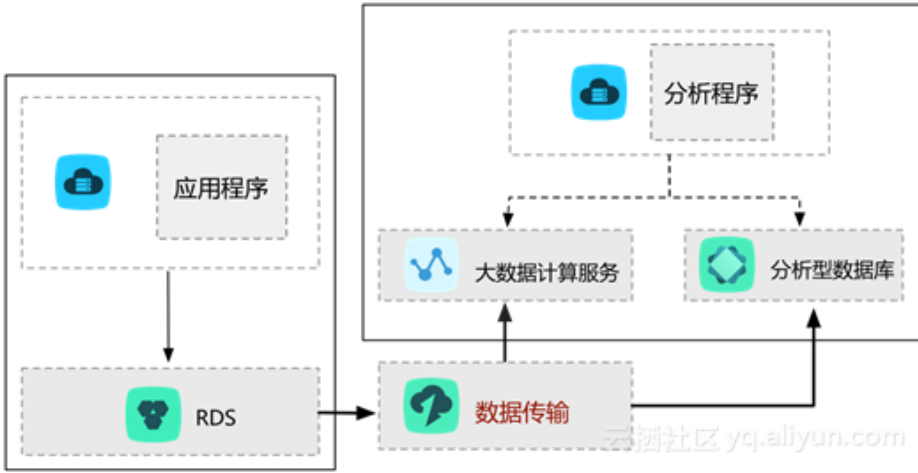 分析程序
应用程序
大数据计算服务
分析型数据库
RDS
数据传输
云栖社区 yq.aliyun.com